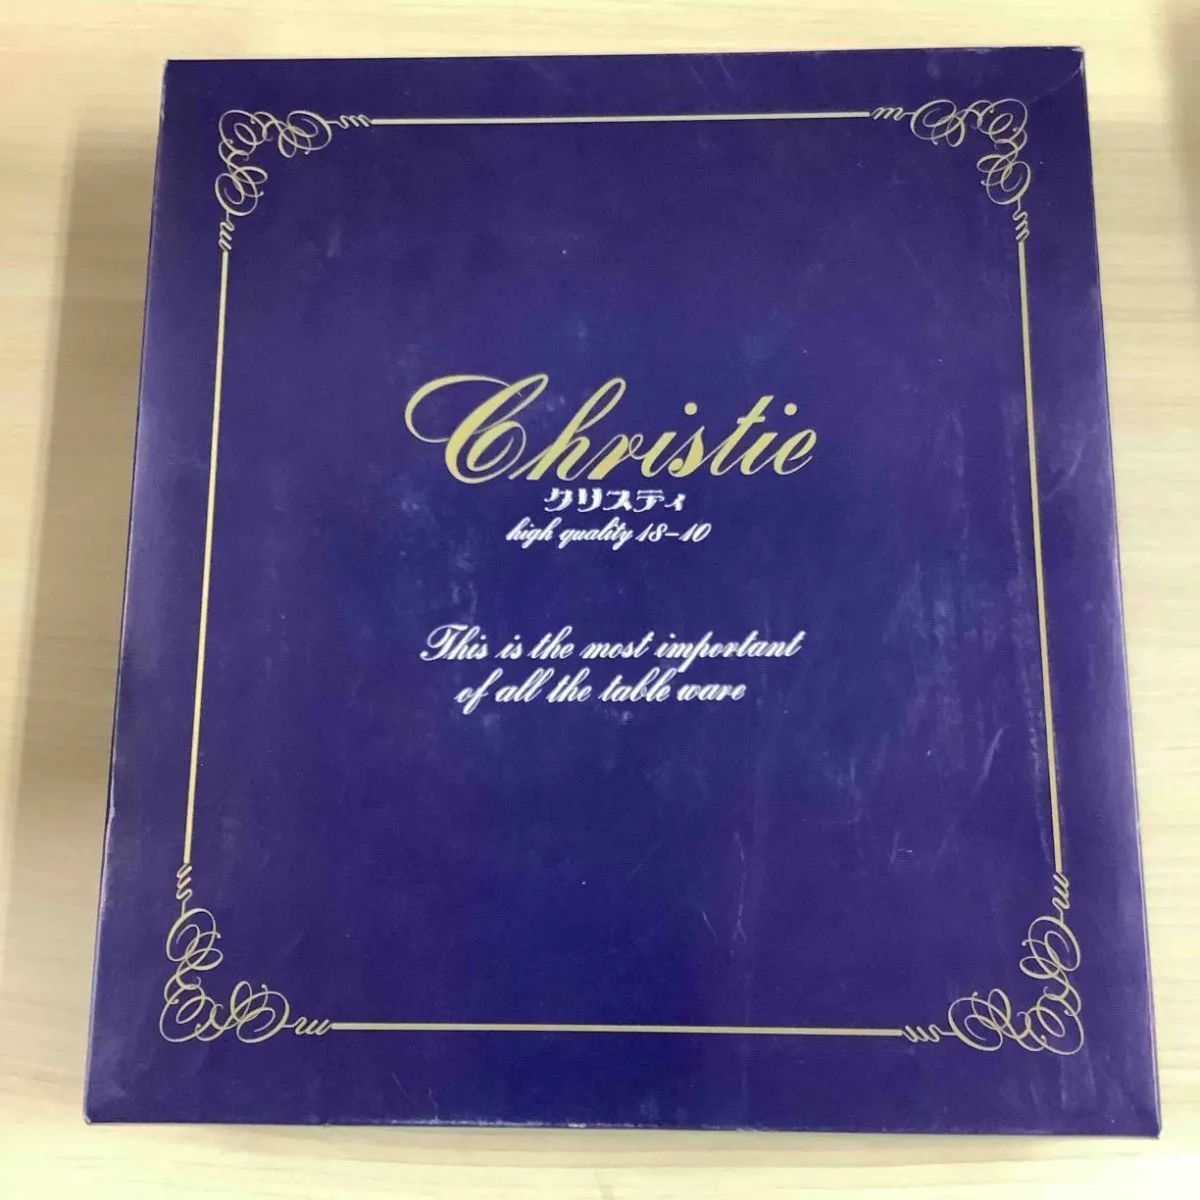 Christie
クリスティ
high quality 18-10
This is the most important
of all the table ware